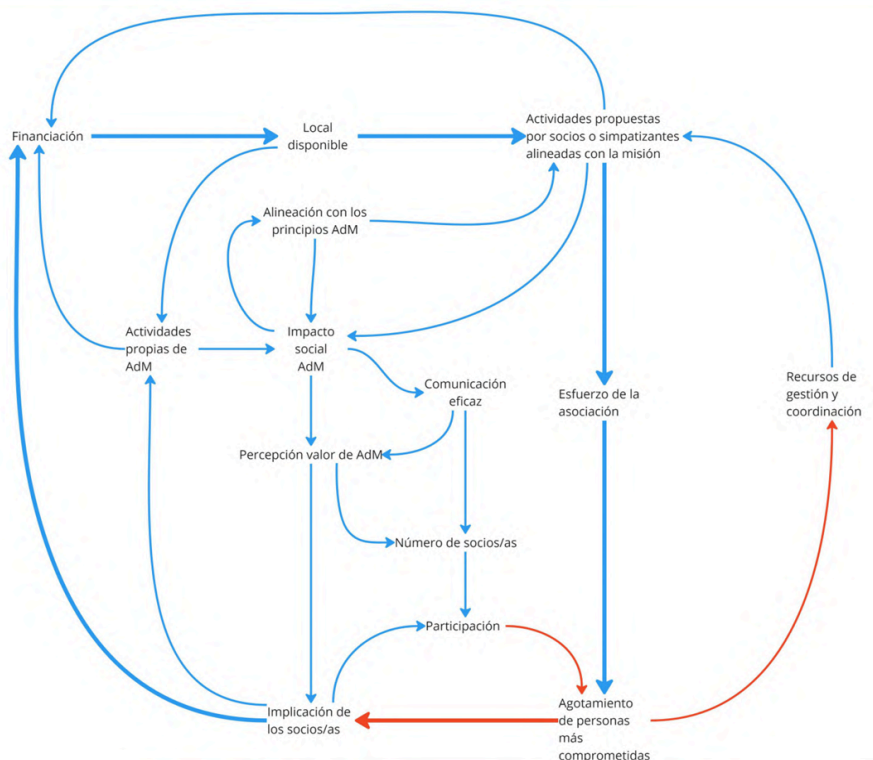 Actividades propuestas
por socios o simpatizantes
alineadas con la misión
Financiación
Local
disponible
Alineación con los
principios AdM
Actividades
propias de
AdM
Impacto
social
AdM
Comunicación
eficaz
Esfuerzo de la
asociación
Recursos de
gestión y
coordinación
Percepción valor de AdM
Número de socios/as
Participación
Implicación de
los socios/as
Agotamiento
de personas
más
comprometidas